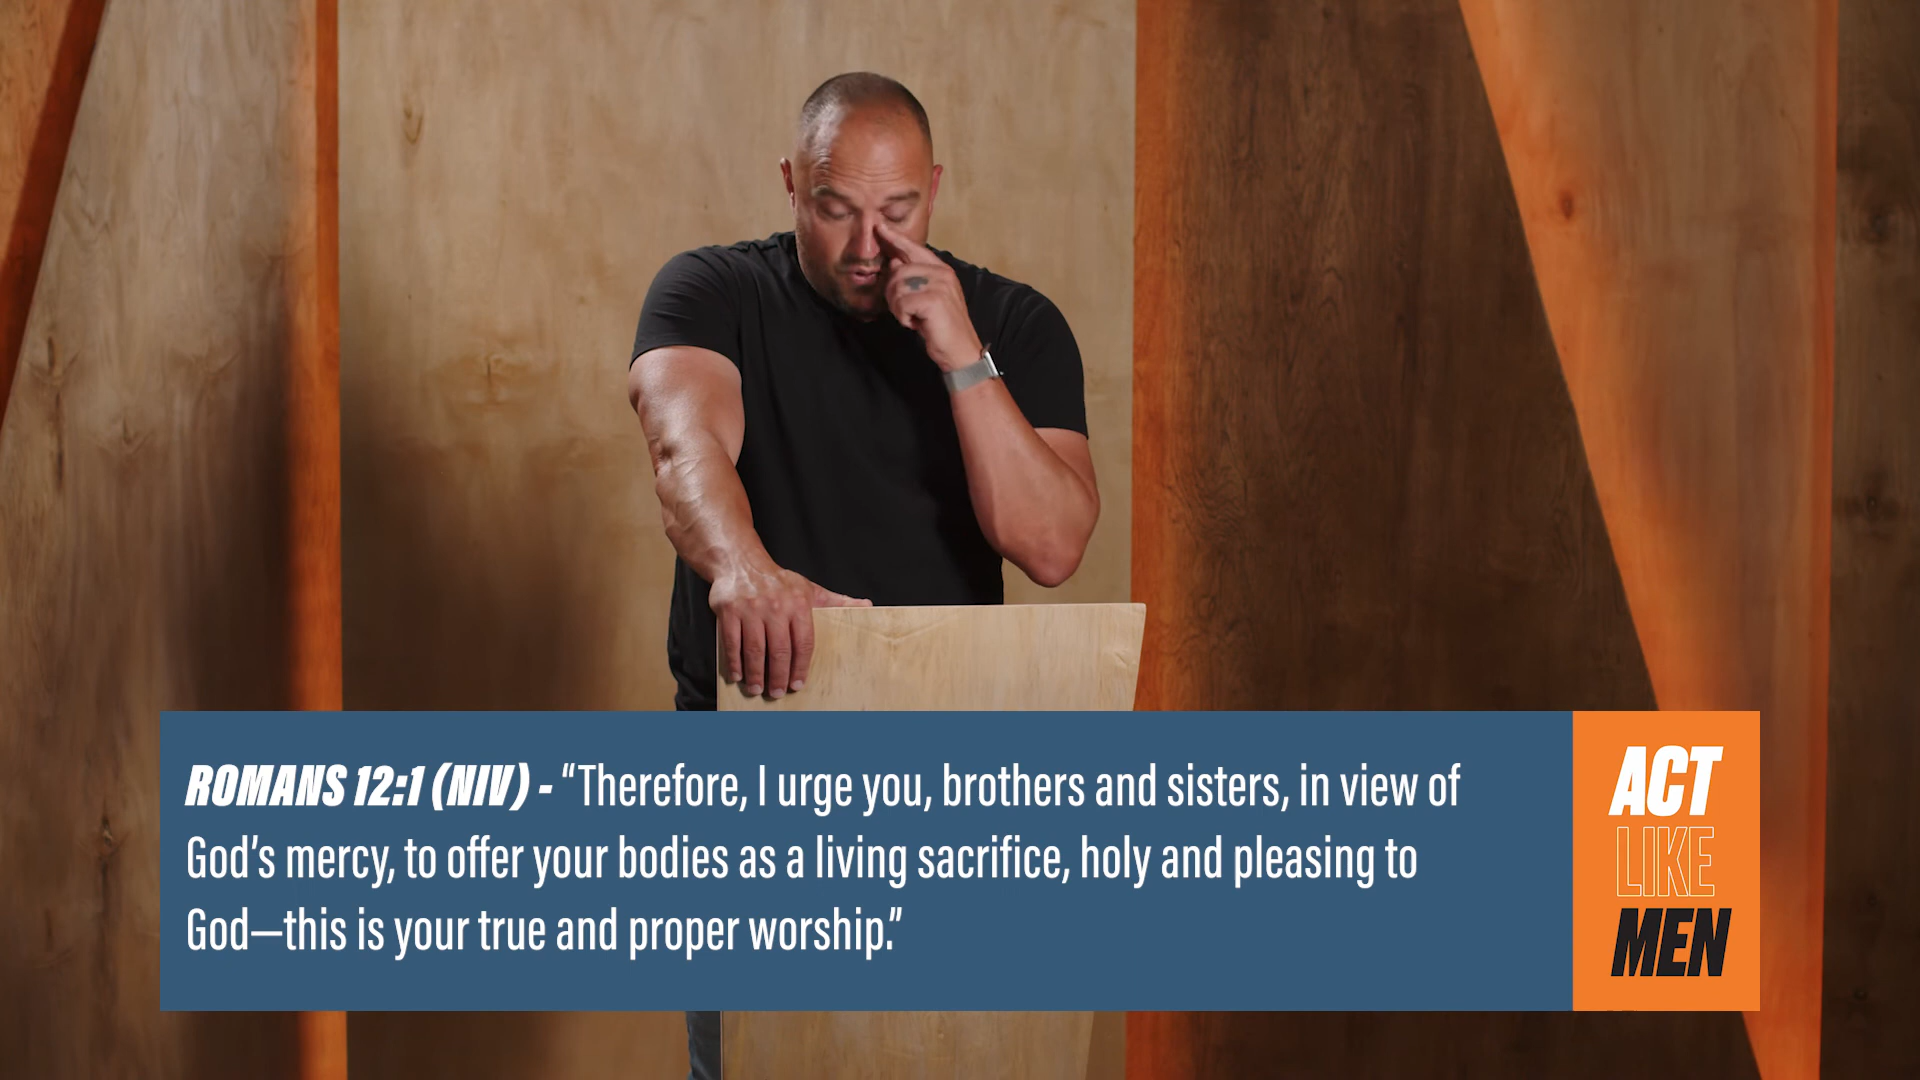 ROMANS 12:1 (NIV) - “Therefore, I urge you, brothers and sisters, in view of
God’s mercy, to offer your bodies as a living sacrifice, holy and pleasing to
God—this is your true and proper worship.”
ACT
LIKE
MEN